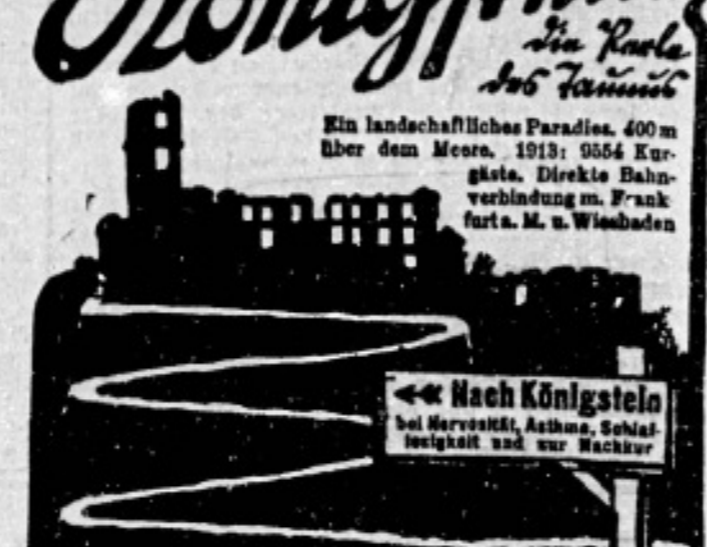 die Perle
des Taunus
Ein landschaftliches Paradies. 400 m
über dem Meere. 1913: 9554 Kur-
gäste. Direkte Bahn-
verbindung m. Frank
furt a. M. u. Wiesbaden
Nach Königstein
bei Nervosität, Asthma, Schlaf-
losigkeit und zur Nachkur